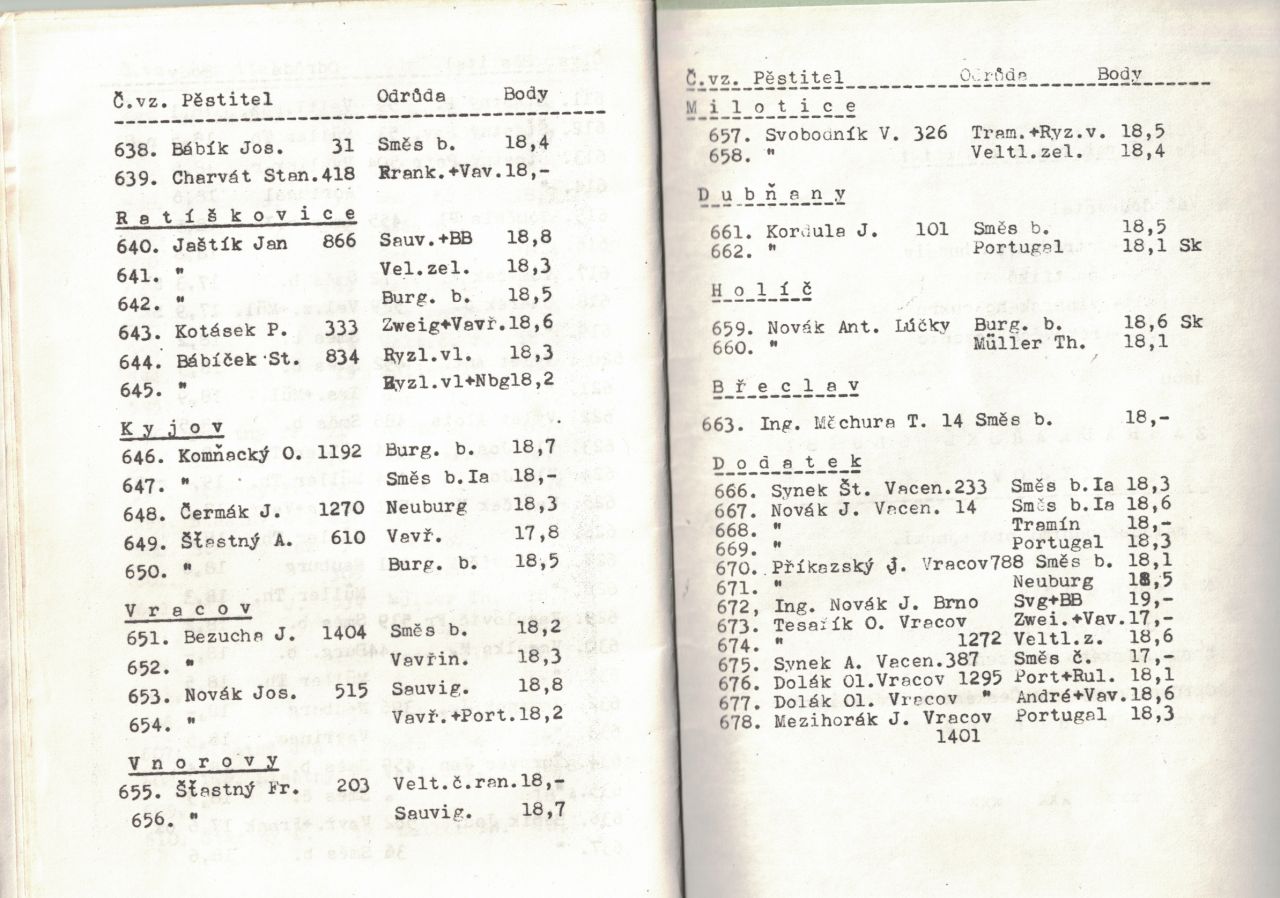 Č.vz. Pěstitel Odrůda Body
638. Bábík Jos. 31 Směs b. 18,4
639. Charvát Stan.418 Frank.+Vav.18,-
Ratíškovice
640. Jaštík Jan 866 Sauv.+BB 18,8
641. " Vel.zel. 18,3
642. " Burg. b. 18,5
643. Kotásek P. 333 Zweig+Vavř.18,6
644. Bábíček St. 834 Ryzl.vl. 18,3
645. " Ryzl.vl+Nbg18,2
Kyjov
646. Komňacký O. 1192 Burg. b. 18,7
647. " Směs b.Ia 18,-
648. Čermák J. 1270 Neuburg 18,3
649. Šťastný A. 610 Vavř. 17,8
650. " Burg. b. 18,5
Vracov
651. Bezucha J. 1404 Směs b. 18,2
652. " Vavřin. 18,3
653. Novák Jos. 515 Sauvig. 18,8
654. " Vavř.+Port.18,2
Vnorovy
655. Šťastný Fr. 203 Velt.č.ran.18,-
656. " Sauvig. 18,7
Č.vz. Pěstitel Odrůda Body
Milotice
657. Svobodník V. 326 Tram.+Ryz.v. 18,5
658. " Veltl.zel. 18,4
Dubňany
661. Kordula J. 101 Směs b. 18,5
662. " Portugal 18,1 Sk
Holíč
659. Novák Ant. Lúčky Burg. b. 18,6 Sk
660. " Müller Th. 18,1
Břeclav
663. Ing. Měchura T. 14 Směs b. 18,-
Dodatek
666. Synek Št. Vacen.233 Směs b.Ia 18,3
667. Novák J. Vacen. 14 Směs b.Ia 18,6
668. " Tramín 18,-
669. " Portugal 18,3
670. Příkazský J. Vracov788 Směs b. 18,1
671. " Neuburg 18,5
672, Ing. Novák J. Brno Svg+BB 19,-
673. Tesařík O. Vracov Zwei.+Vav.17,-
674. " 1272 Veltl.z. 18,6
675. Synek A. Vacen.387 Směs č. 17,-
676. Dolák Ol.Vracov 1295 Port+Rul. 18,1
677. Dolák Ol. Vracov " André+Vav.18,6
678. Mezihorák J. Vracov Portugal 18,3
1401